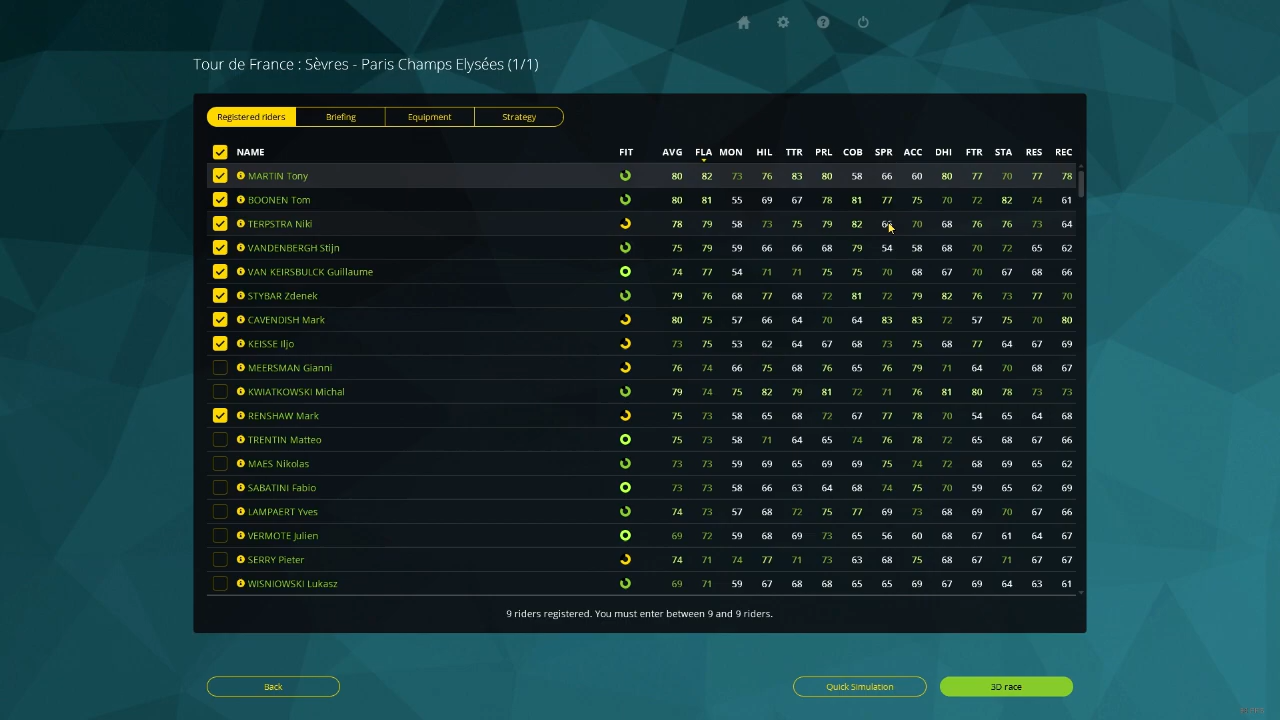 Tour de France : Sèvres - Paris Champs Elysées (1/1)
Registered riders Briefing Equipment Strategy
NAME FIT AVG FLA MON HIL TTR PRL COB SPR ACC DHI FTR STA RES REC
MARTIN Tony 80 82 73 76 83 80 58 66 60 80 77 70 77 78
BOONEN Tom 80 81 55 69 67 78 81 77 75 70 72 82 74 61
TERPSTRA Niki 78 79 58 73 75 79 82 70 68 76 76 73 64
VANDENBERGH Stijn 75 79 59 66 66 68 79 54 58 68 70 72 65 62
VAN KEIRSBULCK Guillaume 74 77 54 71 71 75 75 70 68 67 70 67 68 66
STYBAR Zdenek 79 76 68 77 68 72 81 72 79 82 76 73 77 70
CAVENDISH Mark 80 75 57 66 64 70 64 83 83 72 57 75 70 80
KEISSE Iljo 73 75 53 62 64 67 68 73 75 68 77 64 67 69
MEERSMAN Gianni 76 74 66 75 68 76 65 76 79 71 64 70 68 67
KWIATKOWSKI Michal 79 74 75 82 79 81 72 71 76 81 80 78 73 73
RENSHAW Mark 75 73 58 65 68 72 67 77 78 70 54 65 64 68
TRENTIN Matteo 75 73 58 71 64 65 74 76 78 72 65 68 67 66
MAES Nikolas 73 73 59 69 65 69 69 75 74 72 68 69 65 62
SABATINI Fabio 73 73 58 66 63 64 68 74 75 70 59 65 62 69
LAMPAERT Yves 74 73 57 68 72 75 77 69 73 68 69 70 67 66
VERMOTE Julien 69 72 59 68 69 73 65 56 60 68 67 61 64 67
SERRY Pieter 74 71 74 77 71 73 63 68 75 68 67 71 67 67
WISNIOWSKI Lukasz 69 71 59 67 68 68 65 65 69 67 69 64 63 61
9 riders registered. You must enter between 9 and 9 riders.
Back Quick Simulation 3D race